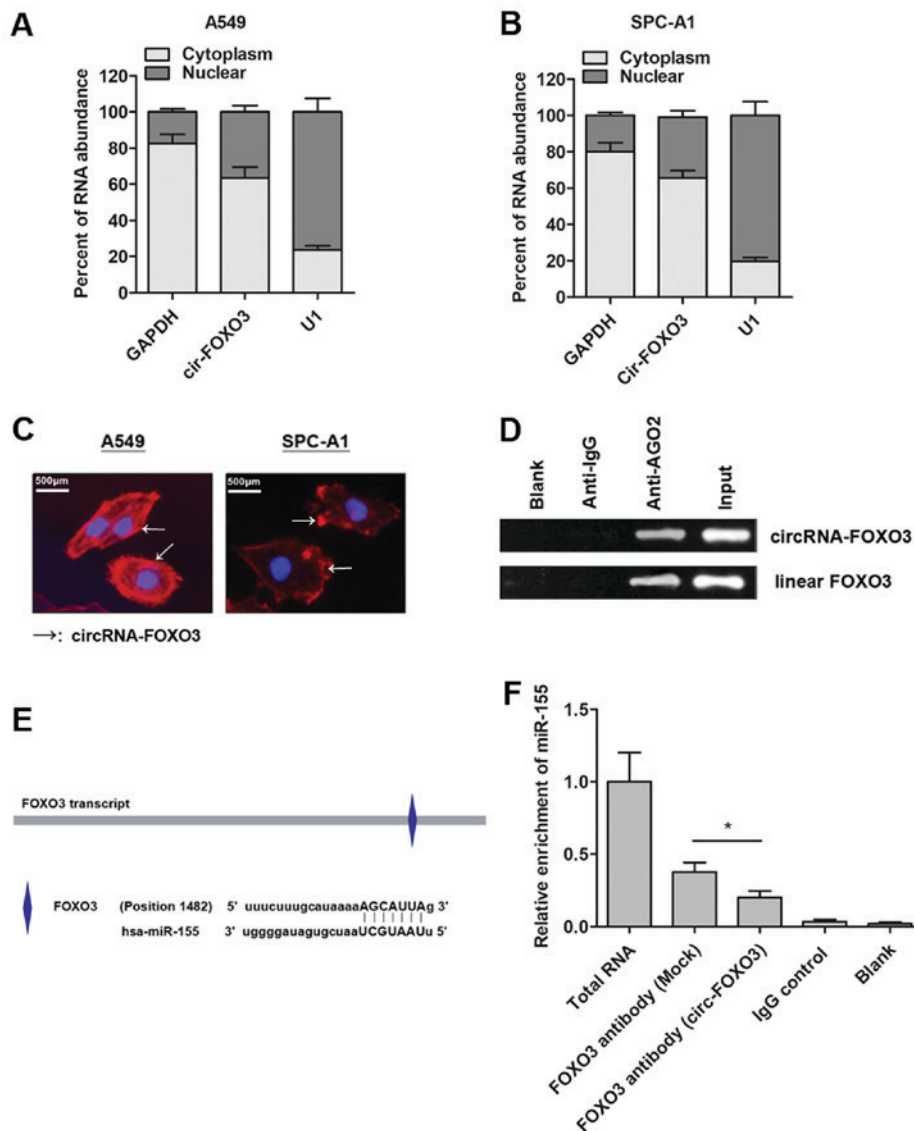 A
A549
Cytoplasm
Nuclear
Percent of RNA abundance
120
100
80
60
40
20
0
GAPDH
cir-FOXO3
U1
B
SPC-A1
Cytoplasm
Nuclear
Percent of RNA abundance
120
100
80
60
40
20
0
GAPDH
Cir-FOXO3
U1
C
A549
SPC-A1
500μm
500μm
→: circRNA-FOXO3
D
Blank
Anti-IgG
Anti-AGO2
Input
circRNA-FOXO3
linear FOXO3
E
FOXO3 transcript
FOXO3 (Position 1482) 5' uuucuuugcauaaaaAGCAUUAg 3'
hsa-miR-155 3' uggggauagugcuaaUCGUAAUu 5'
F
Relative enrichment of miR-155
1.5
1.0
0.5
0.0
*
Total RNA
FOXO3 antibody (Mock)
FOXO3 antibody (circ-FOXO3)
IgG control
Blank